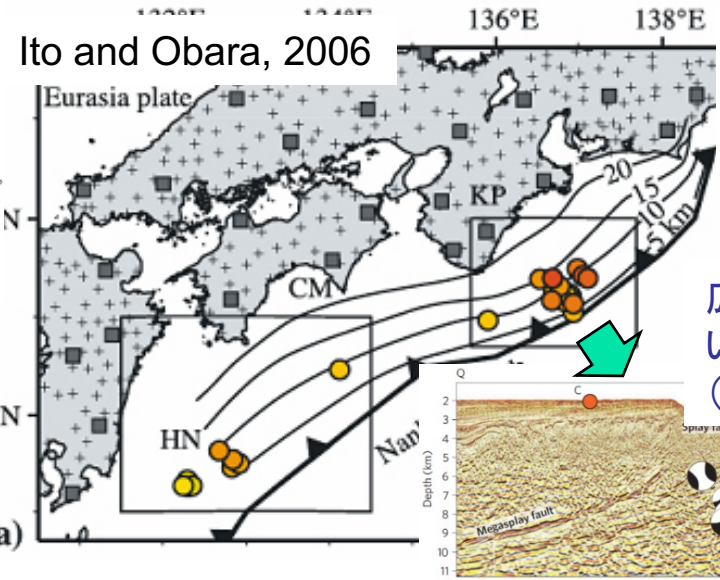 136°E
138°E
Ito and Obara, 2006
Eurasia plate
20
15
10
5 km
KP
N
CM
N
HN
Q
C
Depth (km)
2
3
4
5
6
7
8
9
10
11
Megasplay fault
a)